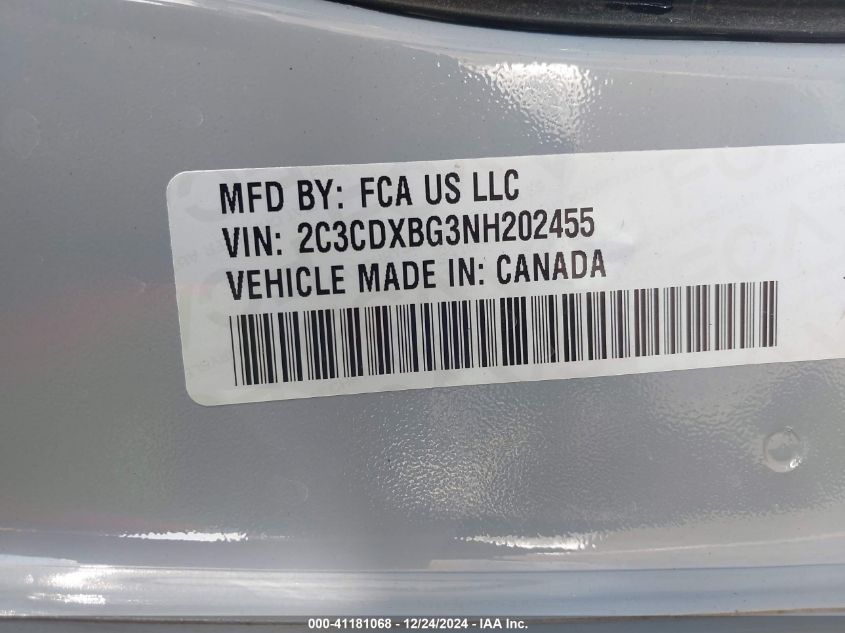 MFD BY: FCA US LLC
VIN: 2C3CDXBG3NH202455
VEHICLE MADE IN: CANADA
000-41181068 - 12/24/2024 - IAA Inc.